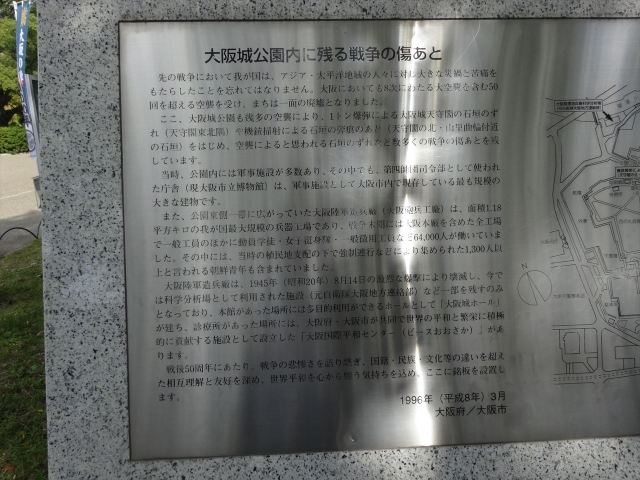 大阪城公園内に残る戦争の傷あと
先の戦争において我が国は、アジア・太平洋地域の人々に対し大きな災禍と苦痛を
もたらしたことを忘れてはなりません。大阪においても8次にわたる大空襲を含む50
回を超える空襲を受け、まちは一面の廃墟となりました。
ここ、大阪城公園も幾多の空襲により、1トン爆弾による大阪城天守閣の石垣のず
れ(天守閣東北隅)や機銃掃射による石垣の弾痕のあと(天守閣の北・山里曲輪付近
の石垣)をはじめ、空襲によると思われる石垣のずれたど数多くの戦争の傷あとを残
しています。
当時、公園内には軍事施設が多数あり、その中でも、第四師団司令部として使われ
た庁舎(現大阪市立博物館)は、軍事施設として大阪市内で現存している最も規模の
大きな建物です。
また、公園東側一帯に広がっていた大阪陸軍造兵廠(大阪砲兵工廠)は、面積1.18
平方キロの我が国最大規模の兵器工場であり、戦争末期には大阪本廠を含めた全工場
で一般工員のほかに動員学徒・女子挺身隊・一般徴用工員など64,000人が働いていま
した。その中には、当時の植民地支配の下で強制連行などにより集められた1,300人以
上と言われる朝鮮青年も含まれていました。
大阪陸軍造兵廠は、1945年(昭和20年)8月14日の激烈な爆撃により壊滅し、今で
は科学分析場として利用された施設(元自衛隊大阪地方連絡部)など一部を残すのみ
となっており、本館があった場所には多目的利用ができるホールとして「大阪城ホール」
が建ち、診療所があった場所には、大阪府・大阪市が共同で世界の平和と繁栄に積極
的に貢献する施設として設立した「大阪国際平和センター(ピースおおさか)」があ
ります。
戦後50周年にあたり、戦争の悲惨さを語り継ぎ、国籍・民族・文化等の違いを超え
た相互理解と友好を深め、世界平和を心から願う気持ちを込め、ここに銘板を設置し
ます。
1996年(平成8年)3月
大阪府/大阪市